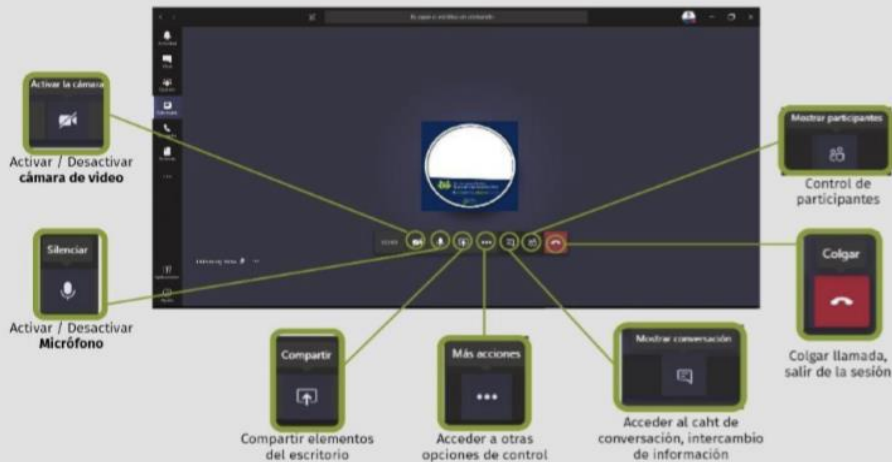 Activar la cámara
Activar / Desactivar
cámara de video
Silenciar
Activar / Desactivar
Micrófono
Compartir
Compartir elementos
del escritorio
Más acciones
Acceder a otras
opciones de control
Mostrar conversación
Acceder al caht de
conversación, intercambio
de información
Mostrar participantes
Control de
participantes
Colgar
Colgar llamada,
salir de la sesión